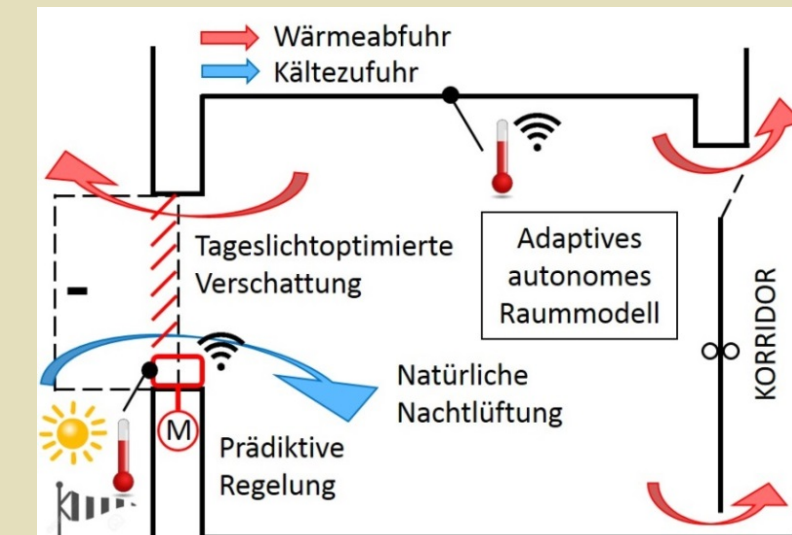 Wärmeabfuhr
Kältezufuhr
Tageslichtoptimierte
Verschattung
Adaptives
autonomes
Raummodell
KORRIDOR
Natürliche
Nachtlüftung
M
Prädiktive
Regelung